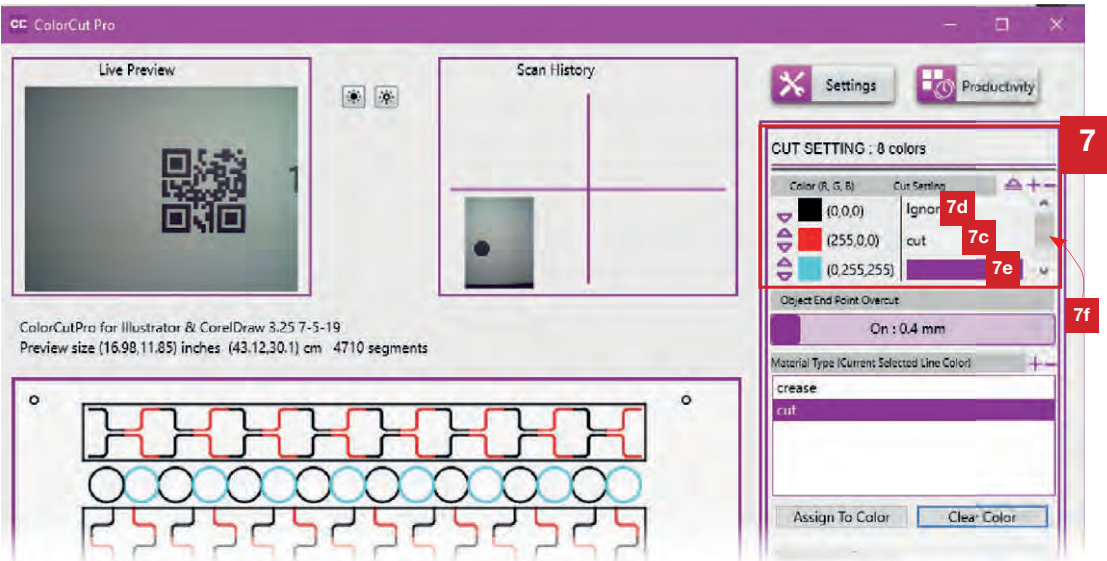 CC ColorCut Pro
Live Preview
Scan History
Settings
Productivity
7
CUT SETTING : 8 colors
Color (R, G, B) Cut Setting
(0,0,0) Ignor 7d
(255,0,0) cut 7c
(0,255,255) 7e
7f
Object End Point Overcut
On : 0.4 mm
ColorCutPro for Illustrator & CorelDraw 3.25 7-5-19
Preview size (16.98,11.85) inches (43.12,30.1) cm 4710 segments
Material Type (Current Selected Line Color)
crease
cut
Assign To Color
Clear Color